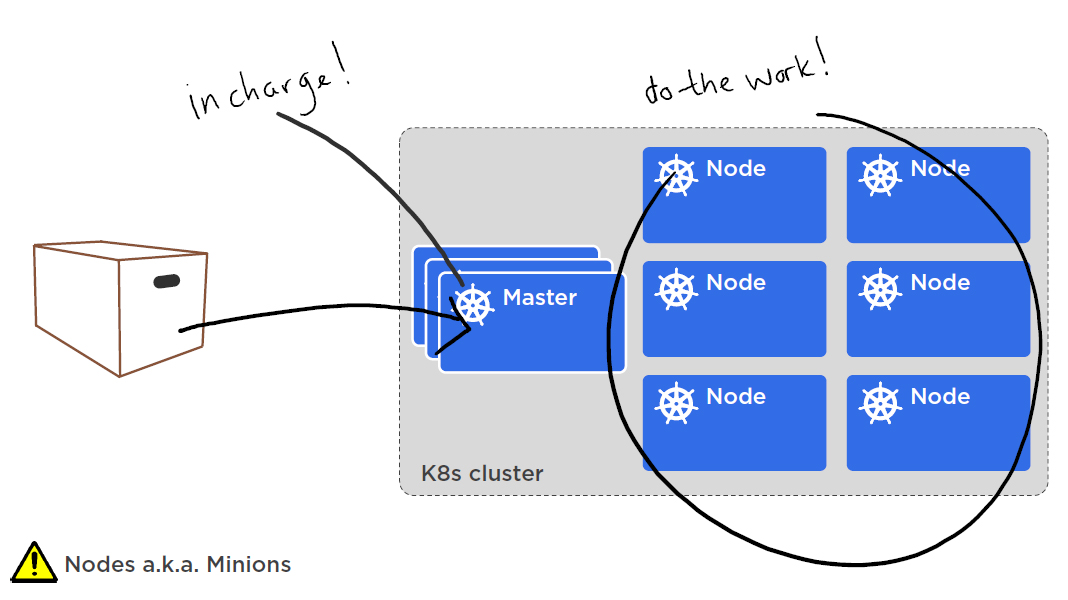 in charge!
do the work!
Node
Node
Master
Node
Node
Node
Node
K8s cluster
Nodes a.k.a. Minions